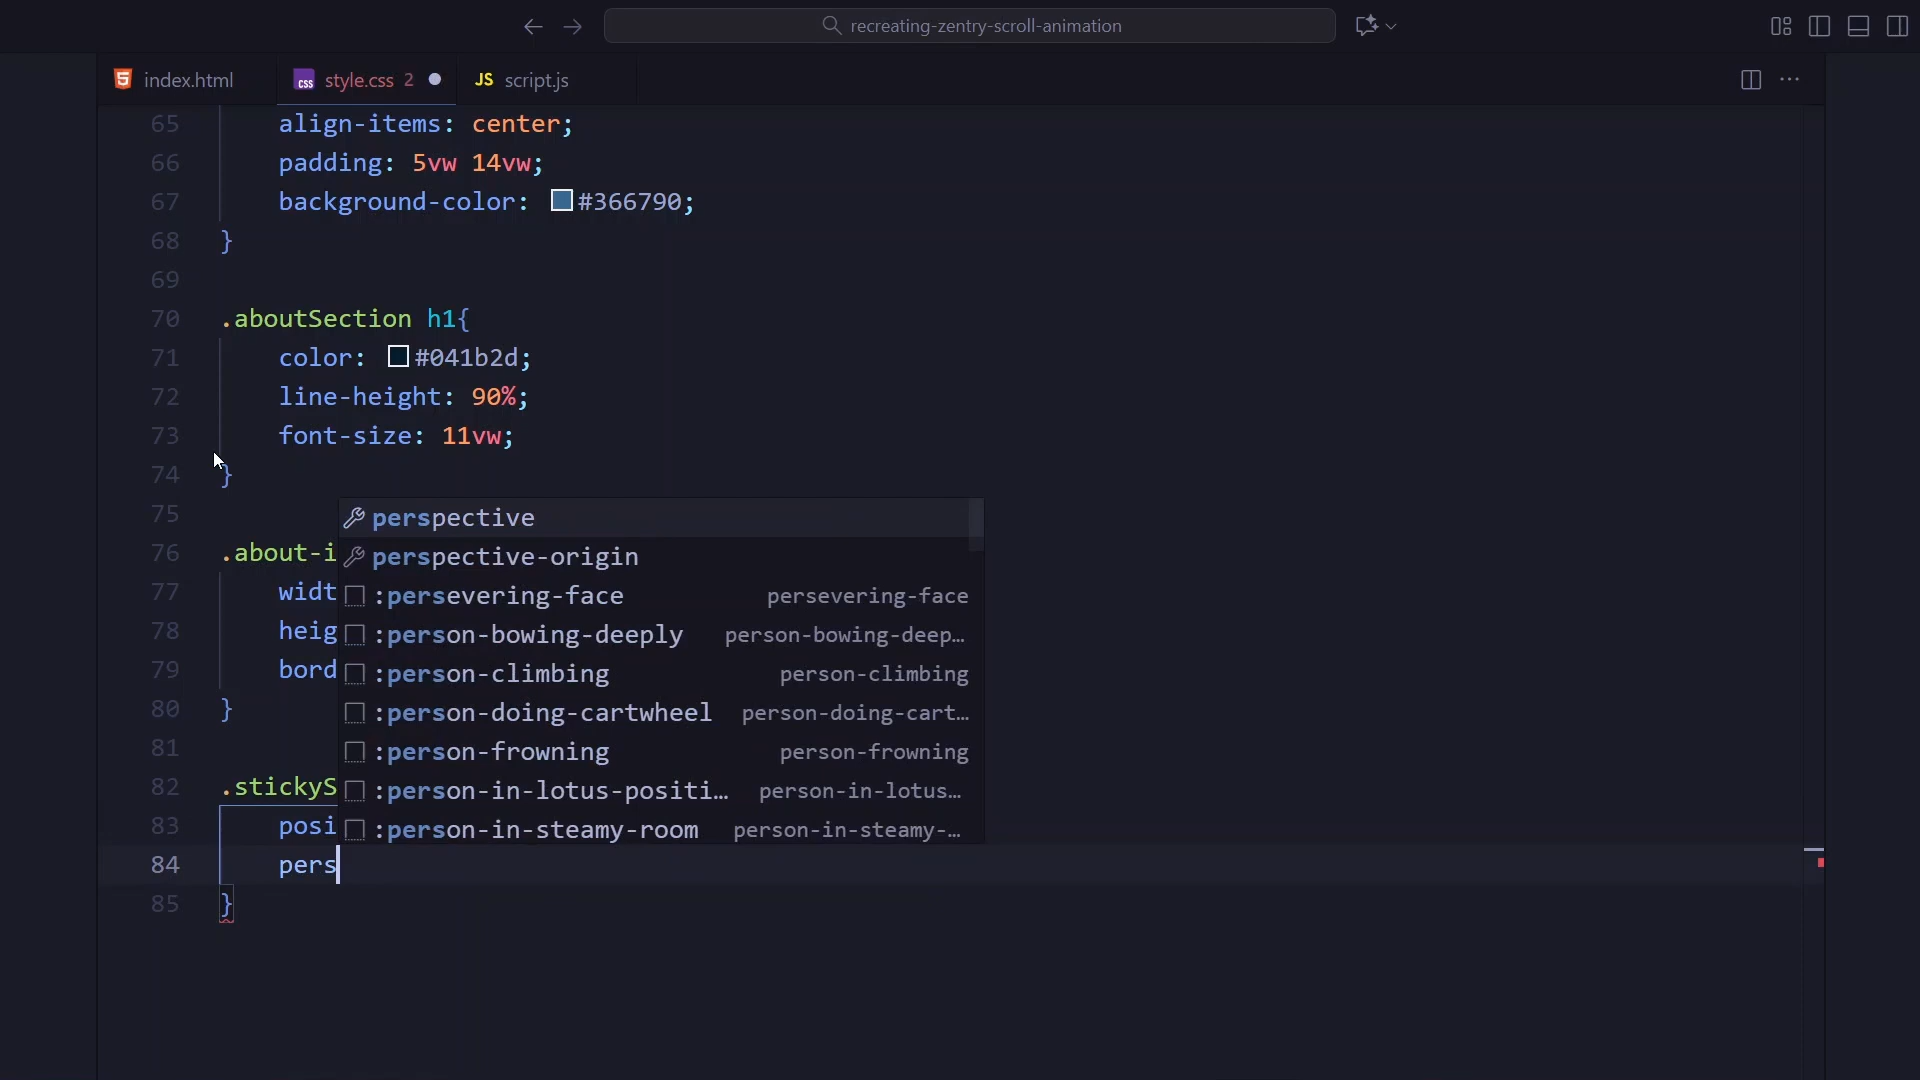 recreating-zentry-scroll-animation
index.html
style.css 2
JS script.js
65 align-items: center;
66 padding: 5vw 14vw;
67 background-color: #366790;
68 }
69
70 .aboutSection h1{
71 color: #041b2d;
72 line-height: 90%;
73 font-size: 11vw;
74 }
75
perspective
76 .about-i
perspective-origin
77 widt
:persevering-face persevering-face
78 heig
:person-bowing-deeply person-bowing-deep…
79 bord
:person-climbing person-climbing
80 }
:person-doing-cartwheel person-doing-cart…
81
:person-frowning person-frowning
82 .stickyS
:person-in-lotus-positi… person-in-lotus…
83 posi
:person-in-steamy-room person-in-steamy-…
84 pers
85 }